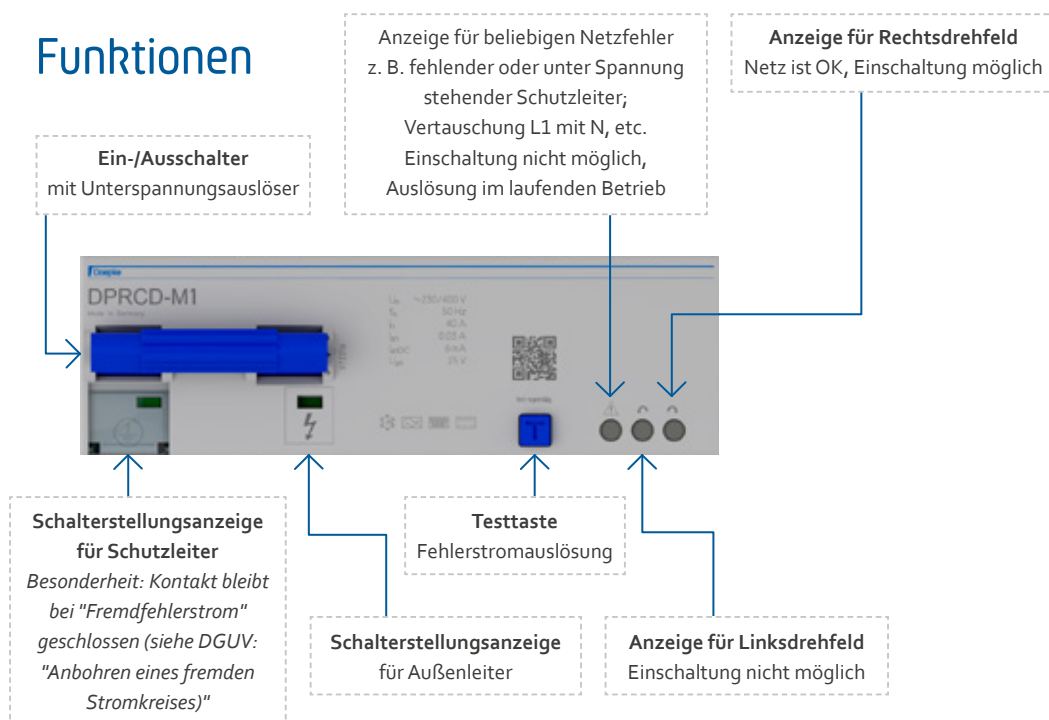 Funktionen
Anzeige für beliebigen Netzfehler
z. B. fehlender oder unter Spannung
stehender Schutzleiter;
Vertauschung L1 mit N, etc.
Einschaltung nicht möglich,
Auslösung im laufenden Betrieb
Anzeige für Rechtsdrehfeld
Netz ist OK, Einschaltung möglich
Ein-/Ausschalter
mit Unterspannungsauslöser
Doepke
DPRCD-M1
Made in Germany
~230/400 V
50 Hz
40 A
0,03 A
6 mA
25 V
T
Schalterstellungsanzeige
für Schutzleiter
Besonderheit: Kontakt bleibt
bei "Fremdfehlerstrom"
geschlossen (siehe DGUV:
"Anbohren eines fremden
Stromkreises)"
Schalterstellungsanzeige
für Außenleiter
Testtaste
Fehlerstromauslösung
Anzeige für Linksdrehfeld
Einschaltung nicht möglich